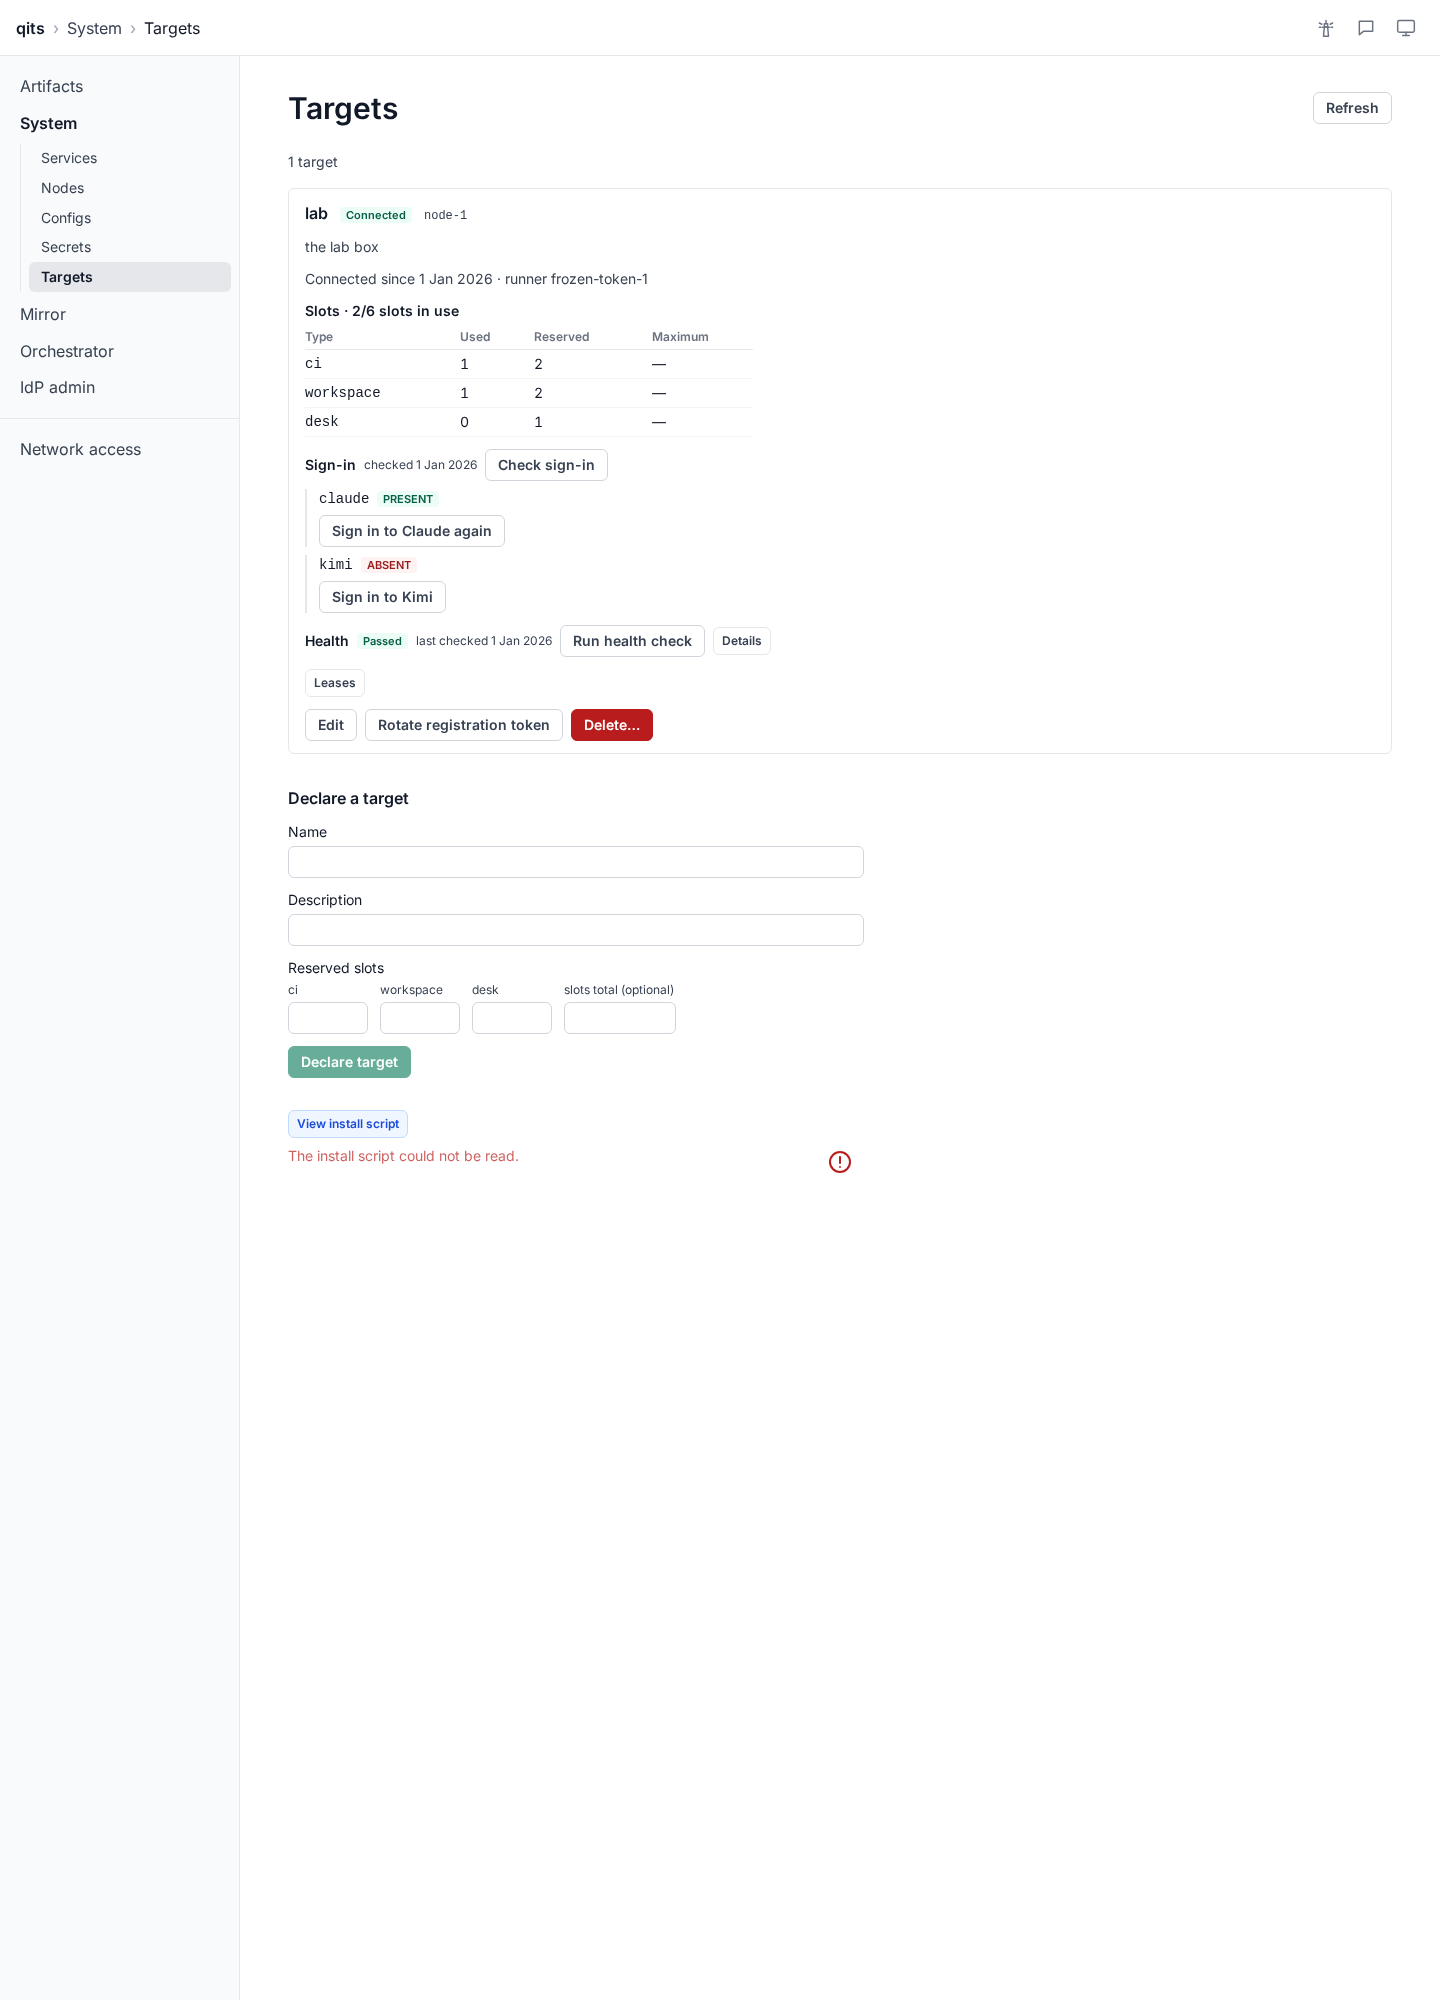 qits › System › Targets
Artifacts
System
Services
Nodes
Configs
Secrets
Targets
Mirror
Orchestrator
IdP admin
Network access
Targets
Refresh
1 target
lab Connected node-1
the lab box
Connected since 1 Jan 2026 · runner frozen-token-1
Slots · 2/6 slots in use
Type Used Reserved Maximum
ci 1 2 —
workspace 1 2 —
desk 0 1 —
Sign-in checked 1 Jan 2026 Check sign-in
claude PRESENT
Sign in to Claude again
kimi ABSENT
Sign in to Kimi
Health Passed last checked 1 Jan 2026 Run health check Details
Leases
Edit Rotate registration token Delete…
Declare a target
Name
Description
Reserved slots
ci workspace desk slots total (optional)
Declare target
View install script
The install script could not be read.